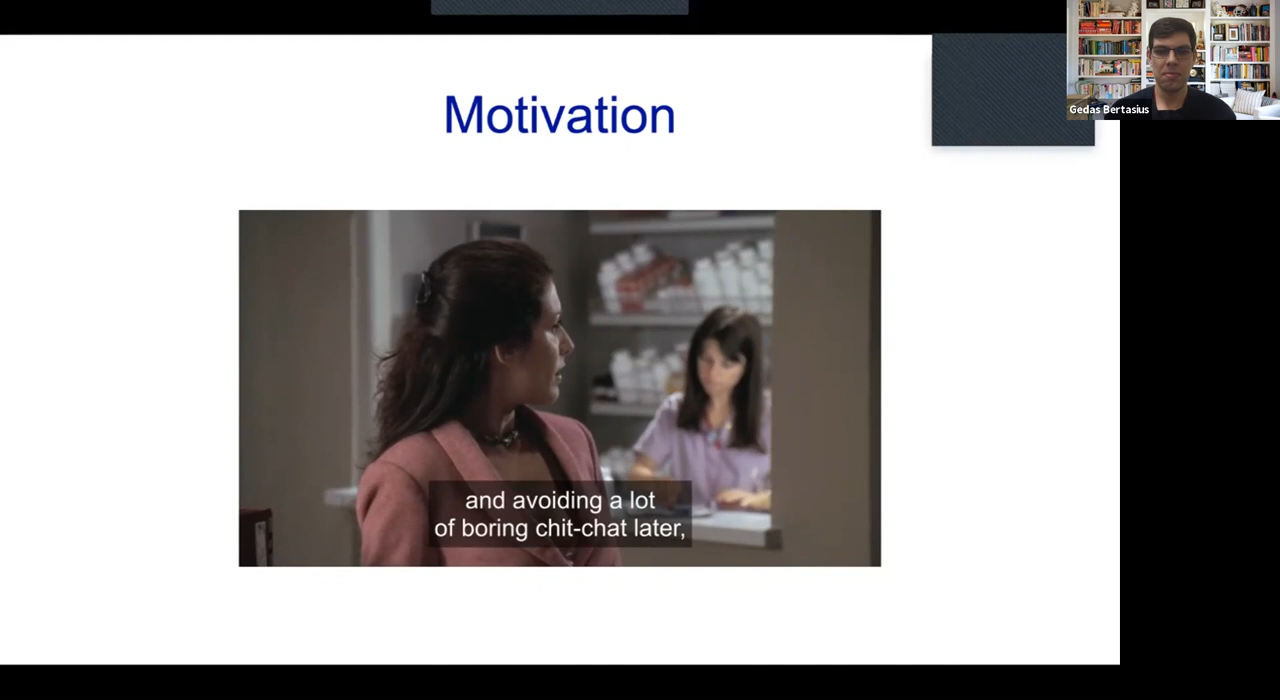 Motivation
Gedas Bertasius
and avoiding a lot
of boring chit-chat later,